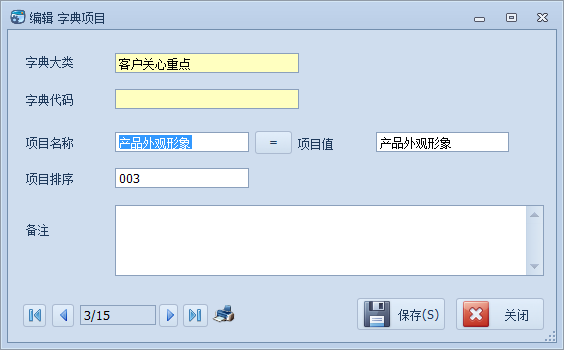 编辑 字典项目
字典大类 客户关心重点
字典代码
项目名称 产品外观形象 = 项目值 产品外观形象
项目排序 003
备注
3/15 保存(S) 关闭